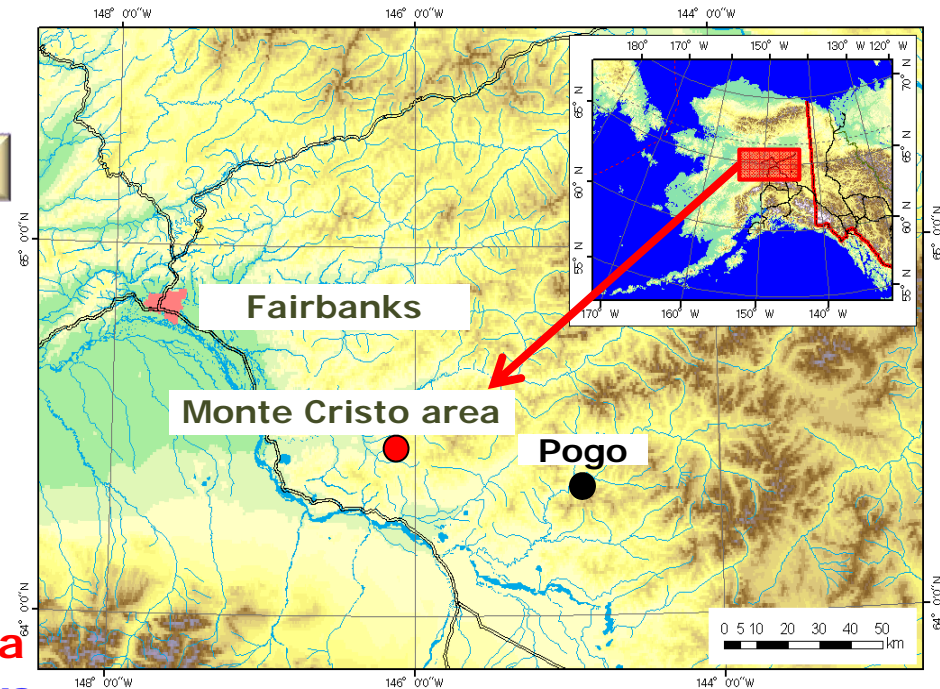 148° 0'0"W 146° 0'0"W 144° 0'0"W
180° 170° W 150° W 130° W 120° W
70° N
65° N
65° N
60° N
60° N
55° N
55° N
170° W 160° W 150° W 140° W
65° 0'0"N
65° 0'0"N
Fairbanks
Monte Cristo area
Pogo
64° 0'0"N
64° 0'0"N
0 5 10 20 30 40 50
km
a
148° 0'0"W 146° 0'0"W 144° 0'0"W